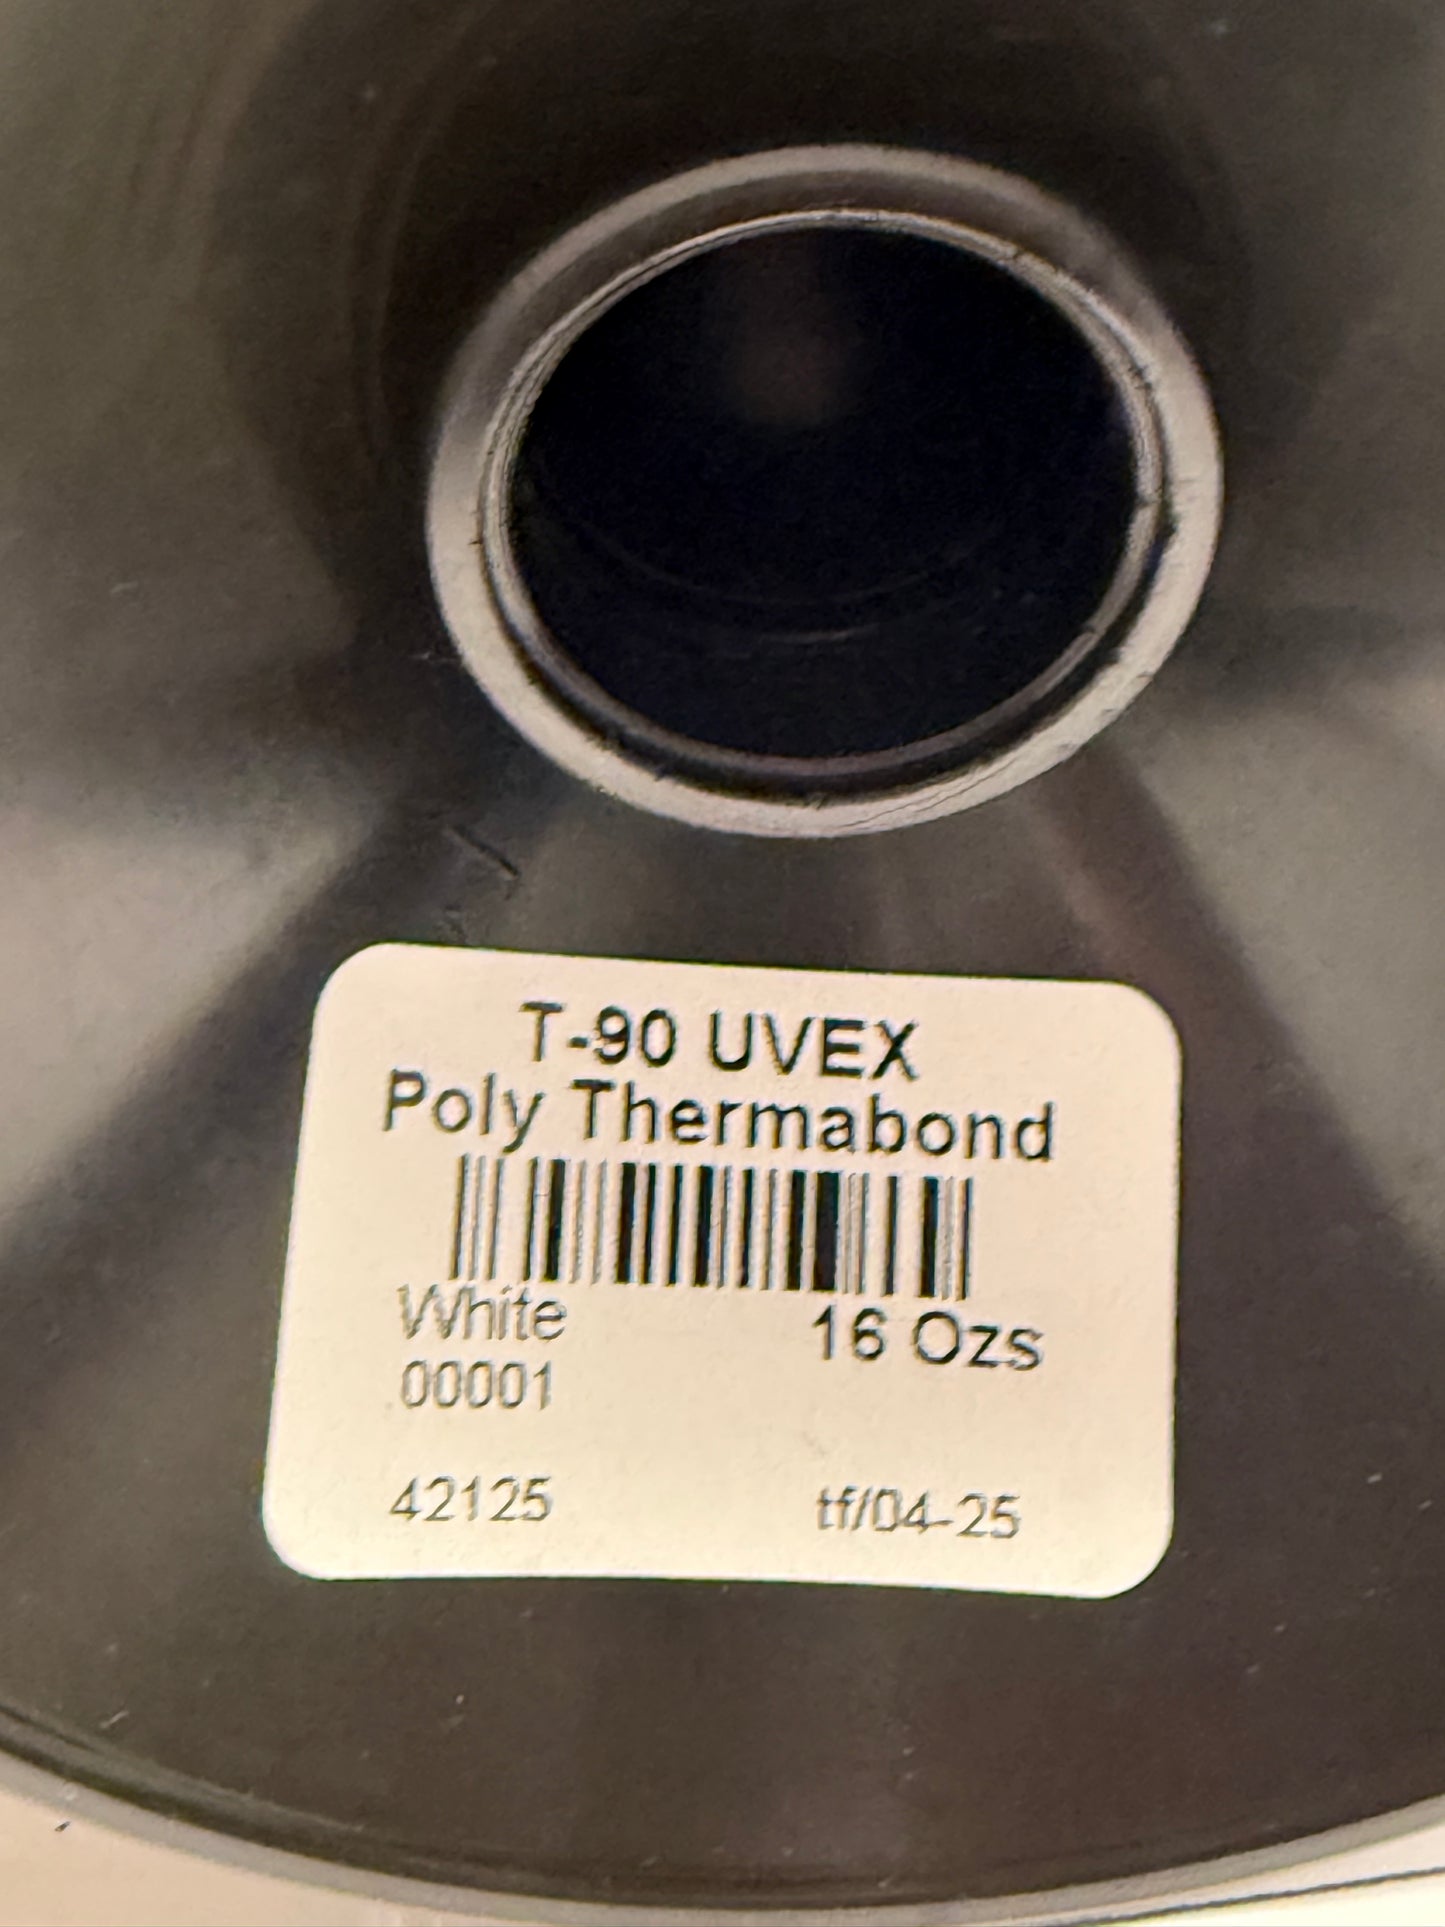 T-90 UVEX
Poly Thermabond
White 16 Ozs
00001
42125 tf/04-25